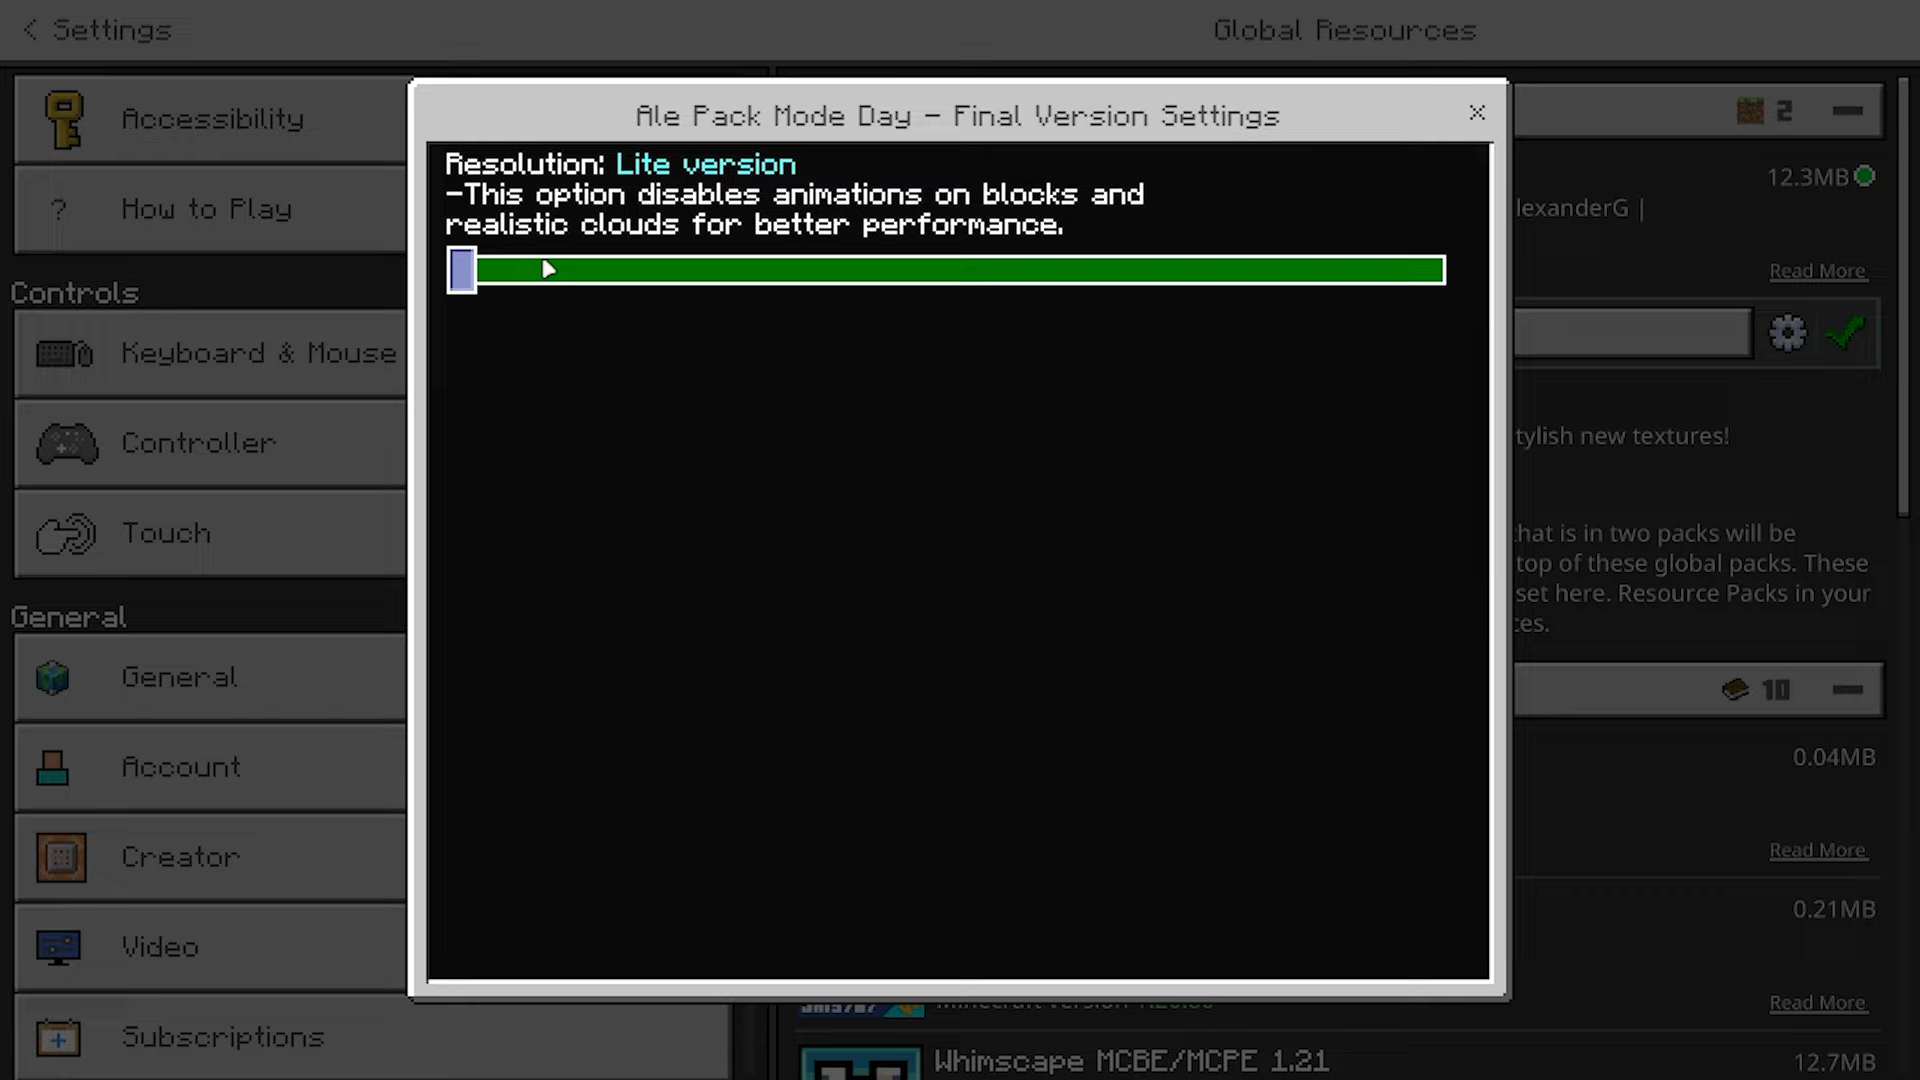 Settings
Global Resources
Accessibility
How to Play
Controls
Keyboard & Mouse
Controller
Touch
General
General
Account
Creator
Video
Subscriptions
Ale Pack Mode Day - Final Version Settings
Resolution: Lite version
-This option disables animations on blocks and
realistic clouds for better performance.
2
12.3MB
lexanderG |
Read More
tylish new textures!
that is in two packs will be
top of these global packs. These
set here. Resource Packs in your
10
0.04MB
Read More
0.21MB
Minecraft version
Read More
Whimscape MCBE/MCPE 1.21
12.7MB